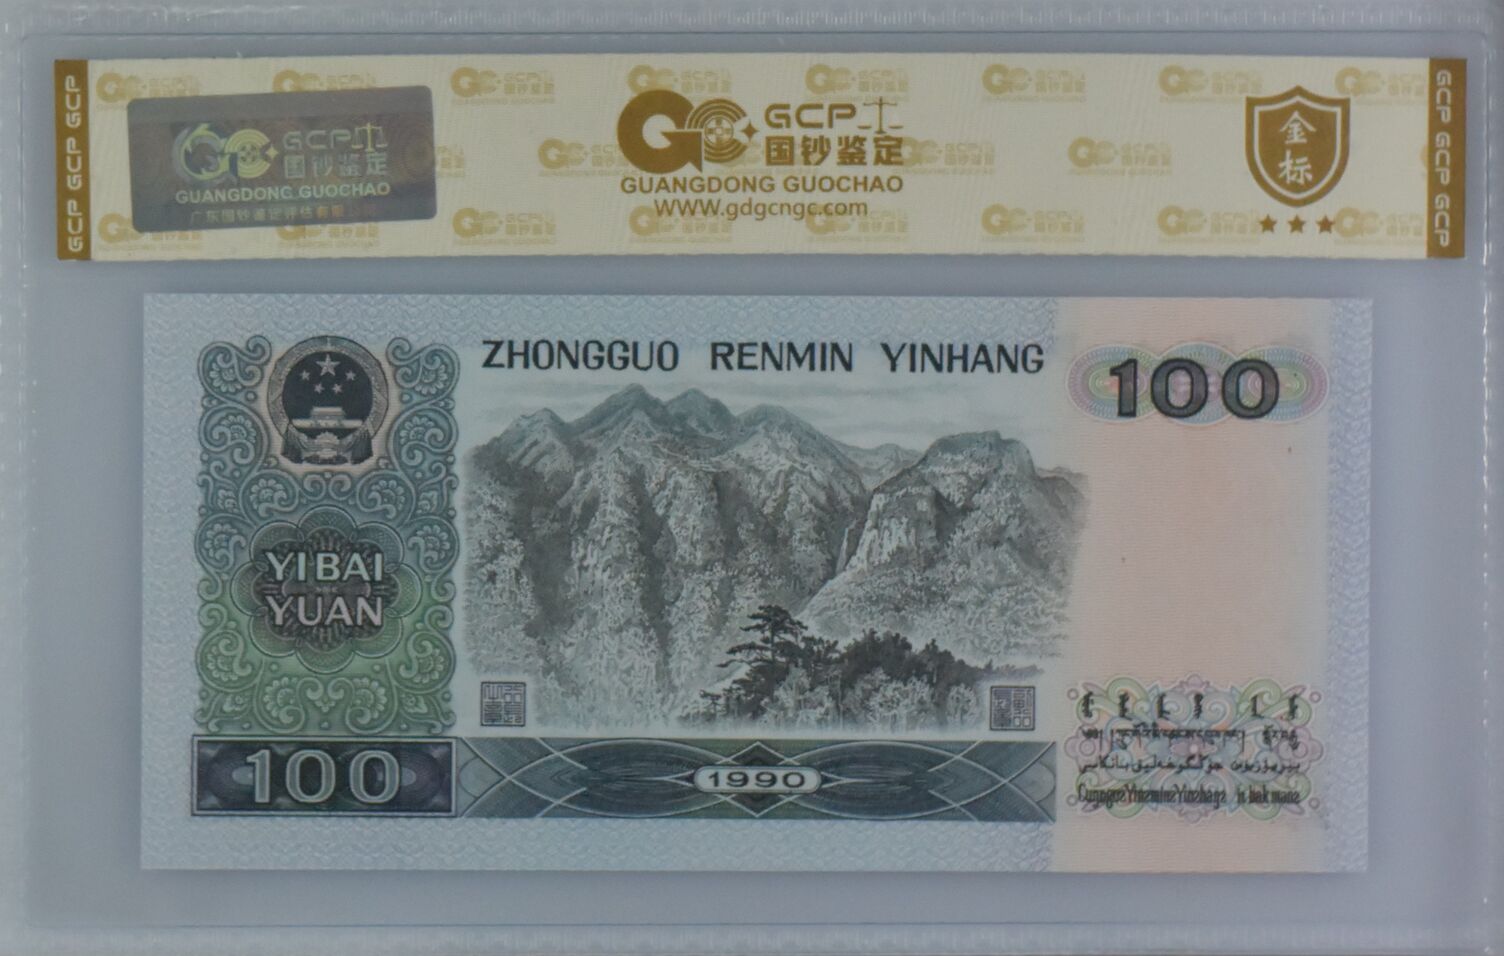 GCP GCP GCP
GCP
国钞鉴定
GUANGDONG GUOCHAO
广东国钞鉴定评估有限公司
GCP
国钞鉴定
GUANGDONG GUOCHAO
WWW.gdgcngc.com
金标
GCP GCP GCP
ZHONGGUO RENMIN YINHANG
100
YI BAI
YUAN
100
1990